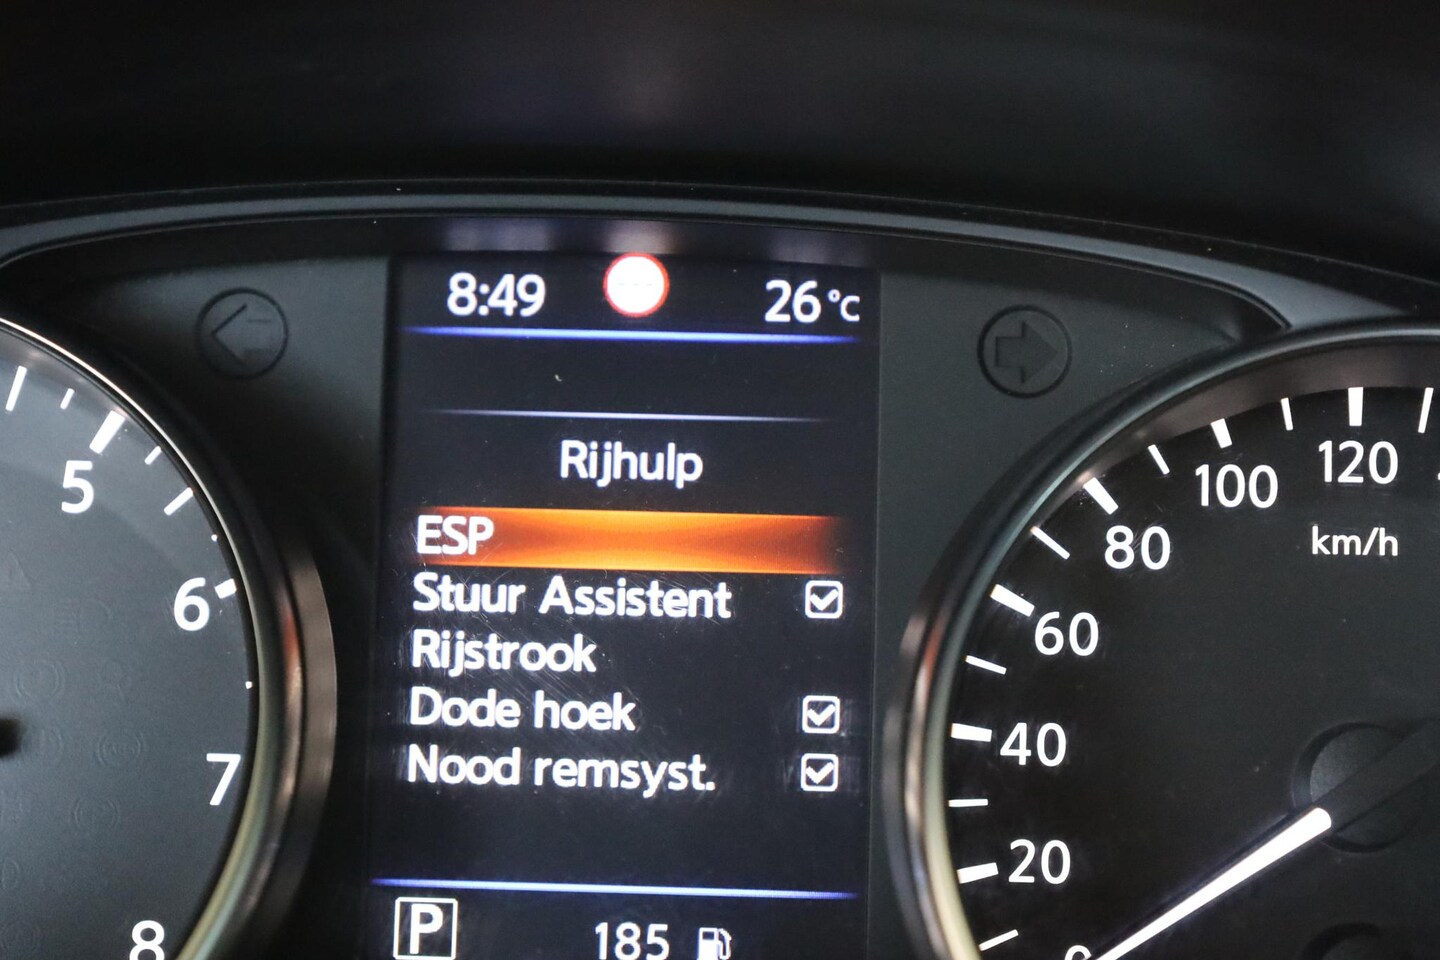 8:49 26°C
Rijhulp
ESP
Stuur Assistent
Rijstrook
Dode hoek
Nood remsyst.
P 185
5
6
7
8
0
20
40
60
80
100
120
km/h